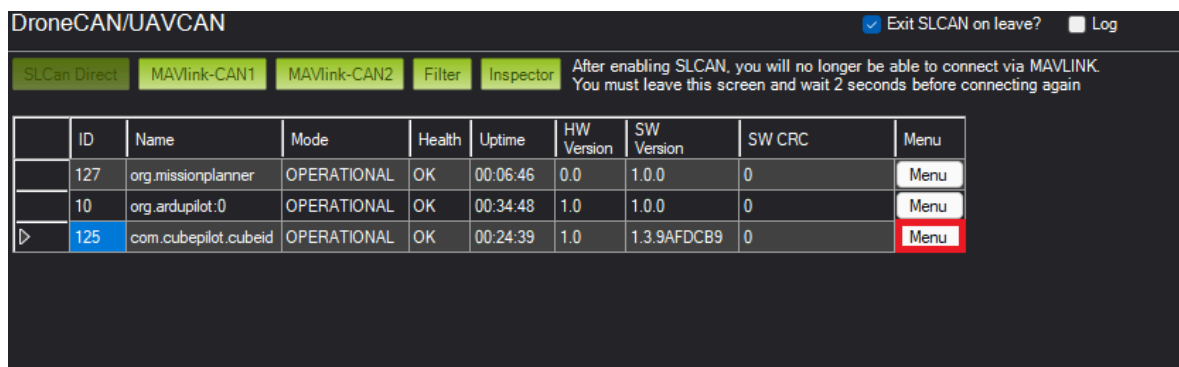 DroneCAN/UAVCAN
Exit SLCAN on leave? Log
SLCan Direct MAVlink-CAN1 MAVlink-CAN2 Filter Inspector
After enabling SLCAN, you will no longer be able to connect via MAVLINK.
You must leave this screen and wait 2 seconds before connecting again
ID Name Mode Health Uptime HW Version SW Version SW CRC Menu
127 org.missionplanner OPERATIONAL OK 00:06:46 0.0 1.0.0 0 Menu
10 org.ardupilot:0 OPERATIONAL OK 00:34:48 1.0 1.0.0 0 Menu
125 com.cubepilot.cubeid OPERATIONAL OK 00:24:39 1.0 1.3.9AFDCB9 0 Menu